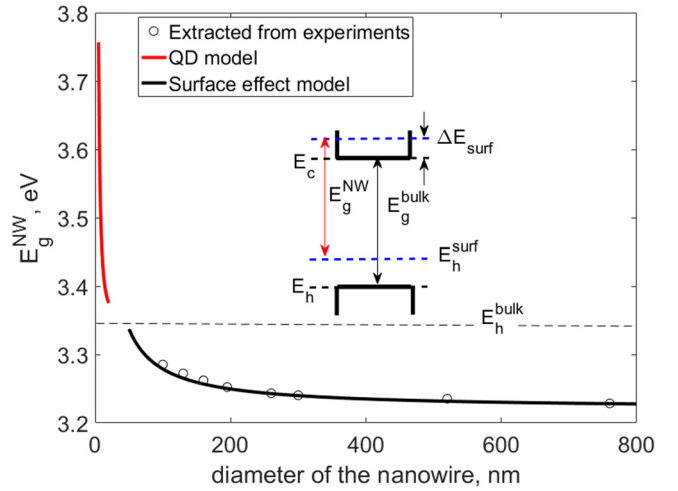 3.8
3.7
3.6
3.5
3.4
3.3
3.2
E_g^NW, eV
Extracted from experiments
QD model
Surface effect model
ΔE_surf
E_c
E_g^NW
E_g^bulk
E_h^surf
E_h
E_h^bulk
0 200 400 600 800
diameter of the nanowire, nm